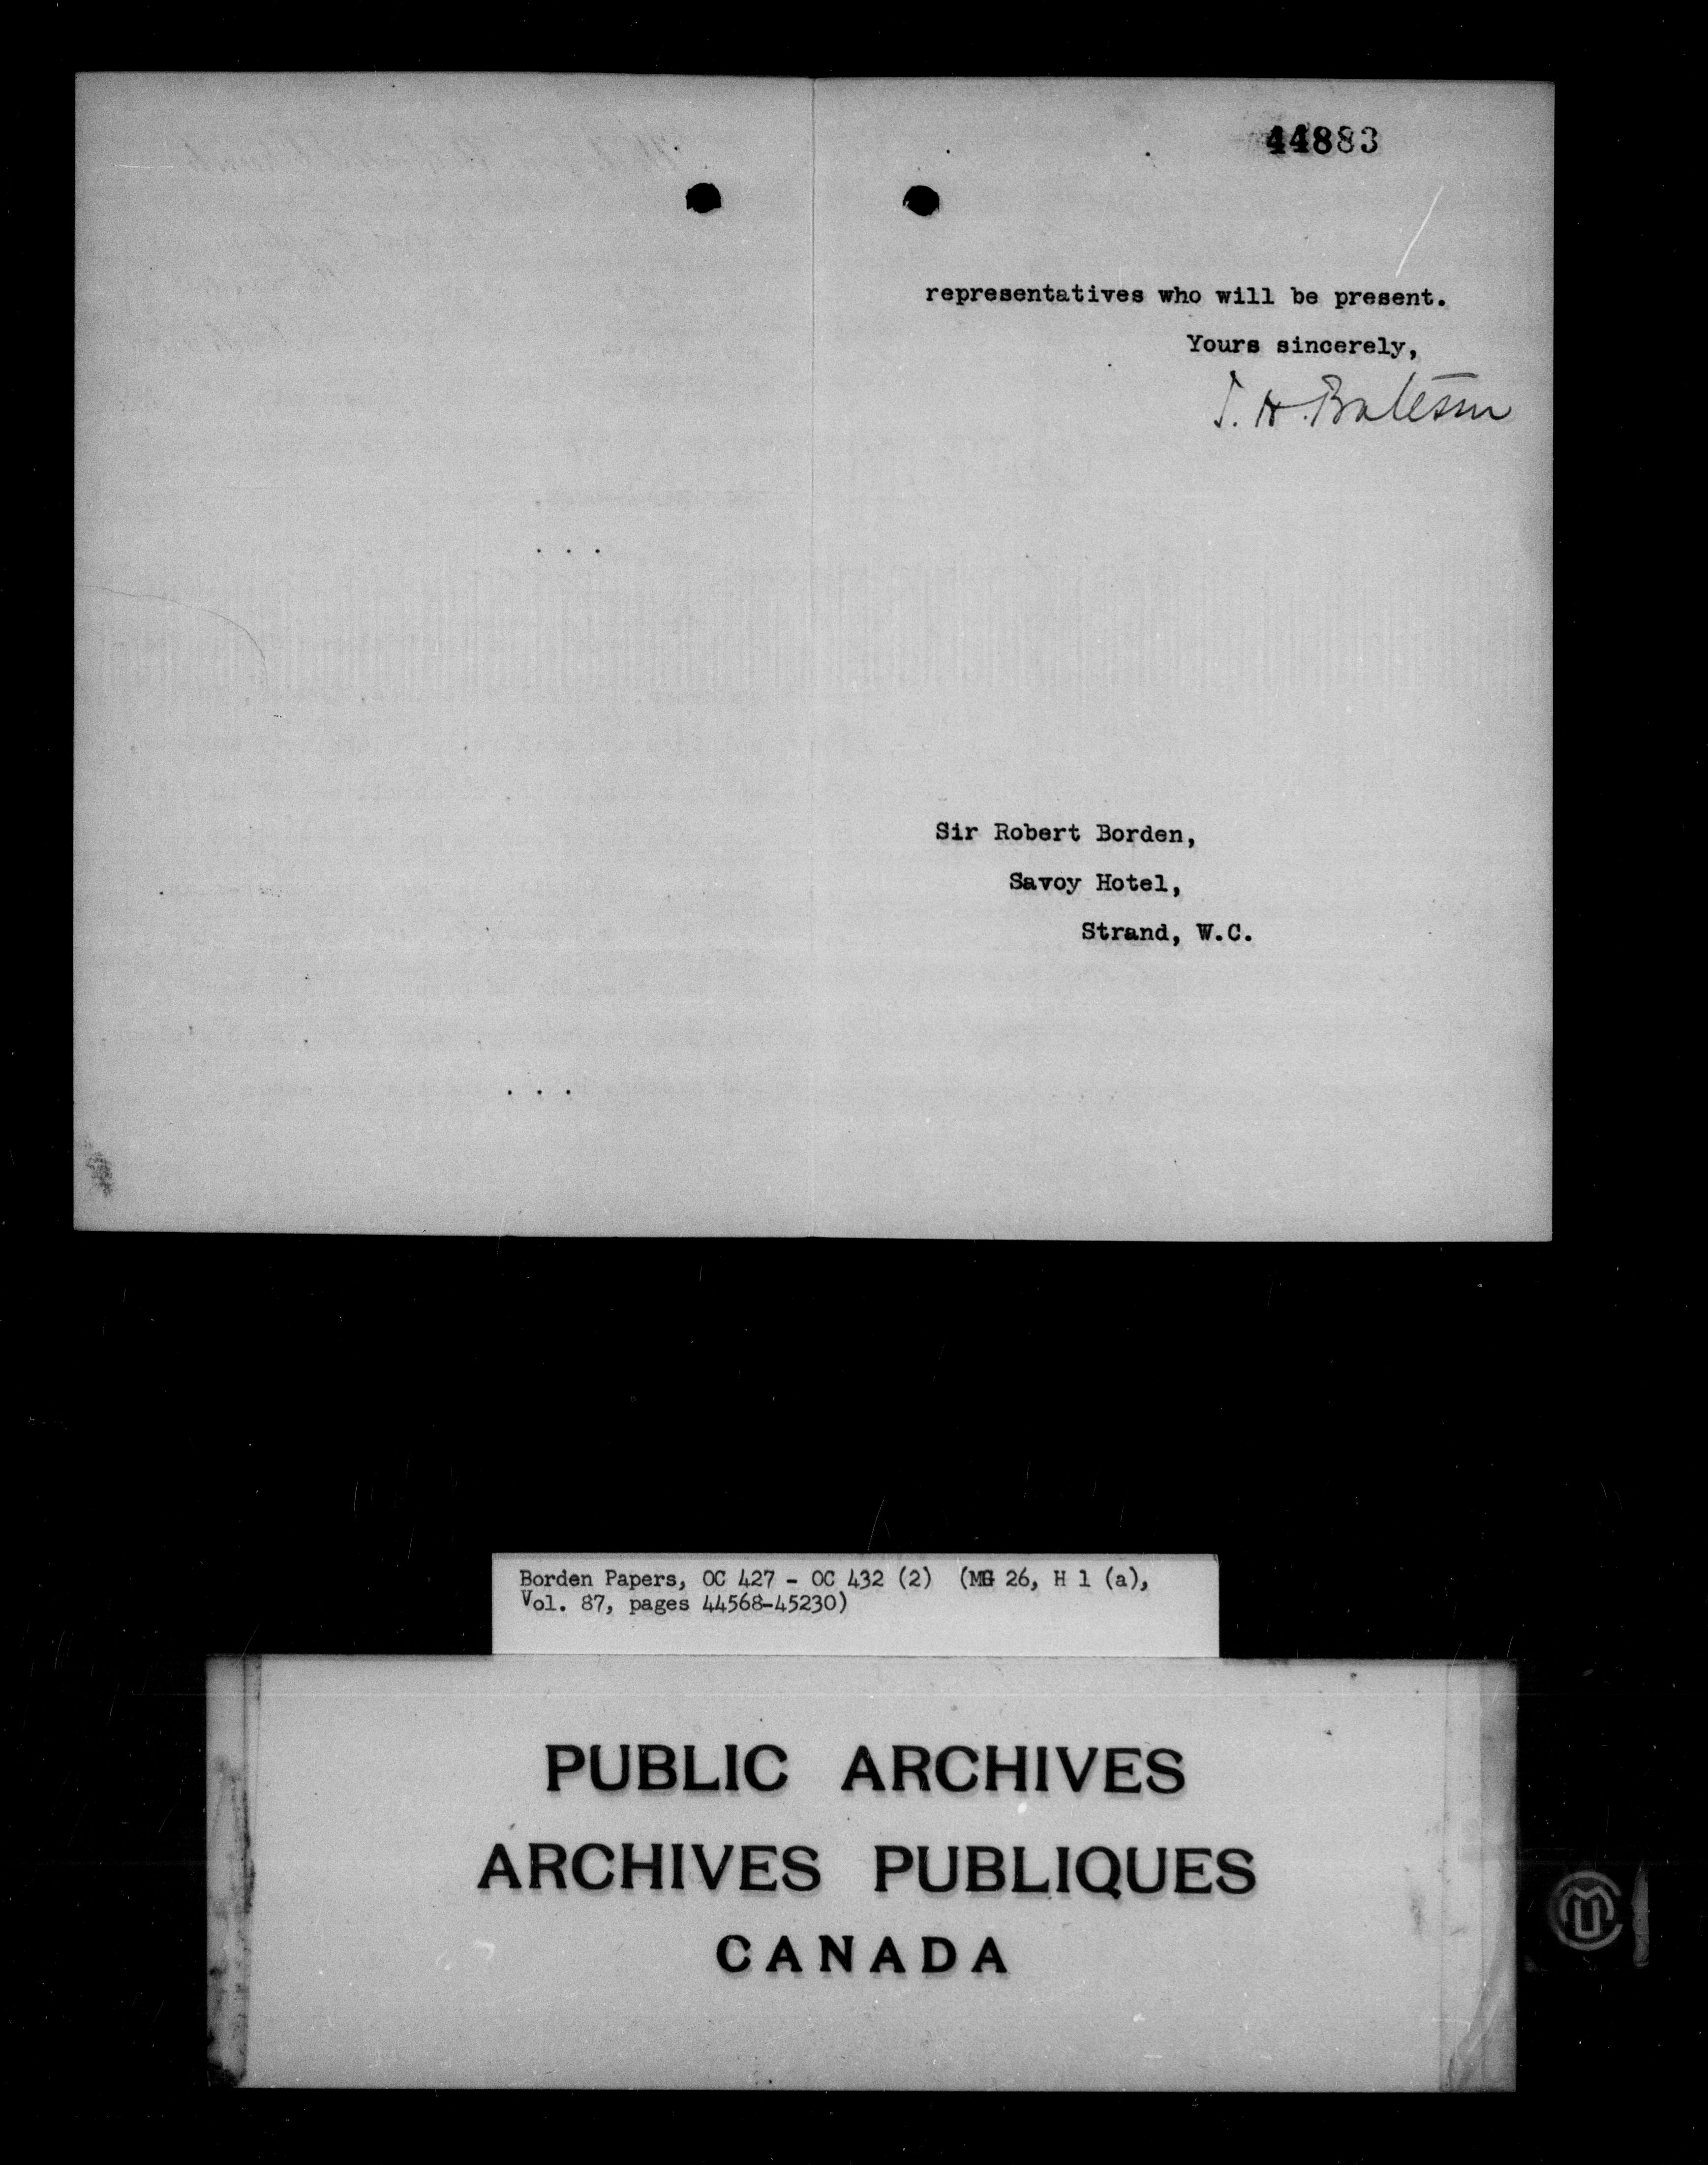 44883
representatives who will be present.
Yours sincerely,
Sir Robert Borden,
Savoy Hotel,
Strand, W.C.
Borden Papers, OC 427 - OC 432 (2) (MG 26, H 1 (a),
Vol. 87, pages 44568-45230)
PUBLIC ARCHIVES
ARCHIVES PUBLIQUES
CANADA